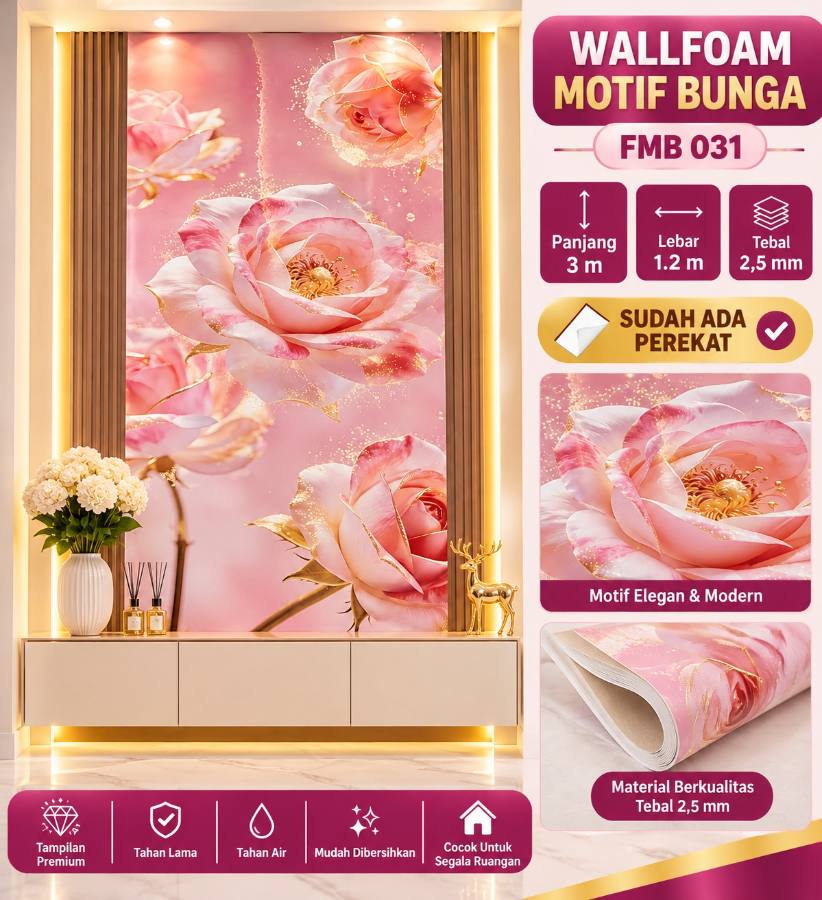 WALLFOAM
MOTIF BUNGA
FMB 031
Panjang
3 m
Lebar
1.2 m
Tebal
2,5 mm
SUDAH ADA
PEREKAT
Motif Elegan & Modern
Material Berkualitas
Tebal 2,5 mm
Tampilan
Premium
Tahan Lama
Tahan Air
Mudah Dibersihkan
Cocok Untuk
Segala Ruangan